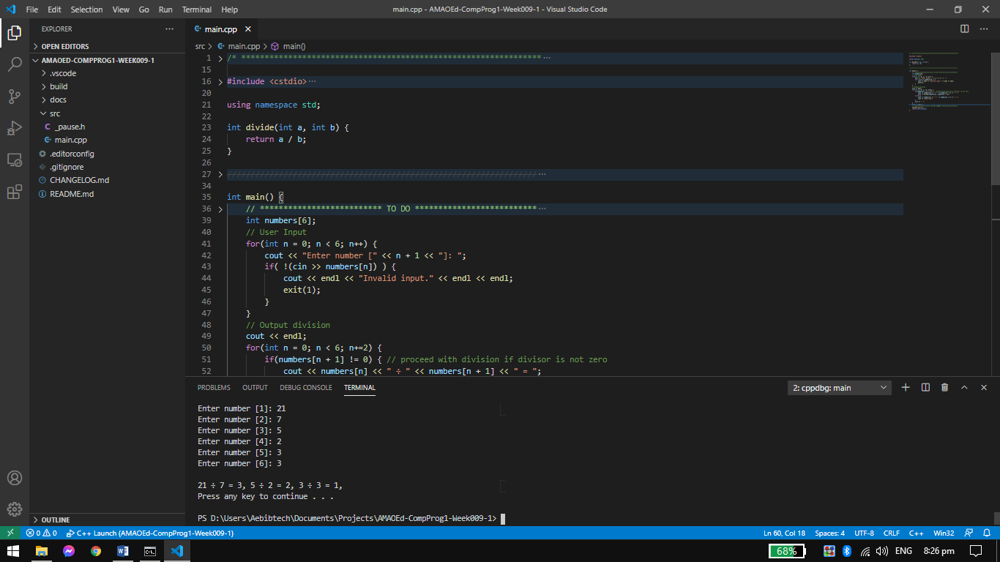 File Edit Selection View Go Run Terminal Help
main.cpp - AMAOEd-CompProg1-Week009-1 - Visual Studio Code
EXPLORER
OPEN EDITORS
AMAOED-COMPPROG1-WEEK009-1
.vscode
build
docs
src
C _pause.h
main.cpp
.editorconfig
.gitignore
CHANGELOG.md
README.md
OUTLINE
main.cpp
src > main.cpp > main()
1 /* ****************************************************************
15
16 #include <cstdio>
20
21 using namespace std;
22
23 int divide(int a, int b) {
24 return a / b;
25 }
26
27 //////////////////////////////////////////////////////////////////
34
35 int main() {
36 // ************************** TO DO **************************
39 int numbers[6];
40 // User Input
41 for(int n = 0; n < 6; n++) {
42 cout << "Enter number [" << n + 1 << "]: ";
43 if( !(cin >> numbers[n]) ) {
44 cout << endl << "Invalid input." << endl << endl;
45 exit(1);
46 }
47 }
48 // Output division
49 cout << endl;
50 for(int n = 0; n < 6; n+=2) {
51 if(numbers[n + 1] != 0) { // proceed with division if divisor is not zero
52 cout << numbers[n] << " ÷ " << numbers[n + 1] << " = ";
PROBLEMS OUTPUT DEBUG CONSOLE TERMINAL
2: cppdbg: main
Enter number [1]: 21
Enter number [2]: 7
Enter number [3]: 5
Enter number [4]: 2
Enter number [5]: 3
Enter number [6]: 3
21 ÷ 7 = 3, 5 ÷ 2 = 2, 3 ÷ 3 = 1,
Press any key to continue . . .
PS D:\Users\Aebibtech\Documents\Projects\AMAOEd-CompProg1-Week009-1>
0 0 C++ Launch (AMAOEd-CompProg1-Week009-1)
Ln 60, Col 18 Spaces: 4 UTF-8 CRLF C++ Win32
68% ENG 8:26 pm